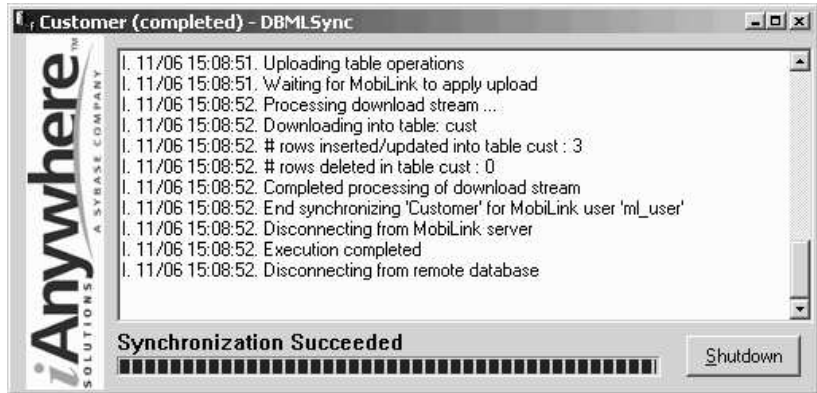 Customer (completed) - DBMLSync
iAnywhere™
SOLUTIONS A SYBASE COMPANY
I. 11/06 15:08:51. Uploading table operations
I. 11/06 15:08:51. Waiting for MobiLink to apply upload
I. 11/06 15:08:52. Processing download stream ...
I. 11/06 15:08:52. Downloading into table: cust
I. 11/06 15:08:52. # rows inserted/updated into table cust : 3
I. 11/06 15:08:52. # rows deleted in table cust : 0
I. 11/06 15:08:52. Completed processing of download stream
I. 11/06 15:08:52. End synchronizing 'Customer' for MobiLink user 'ml_user'
I. 11/06 15:08:52. Disconnecting from MobiLink server
I. 11/06 15:08:52. Execution completed
I. 11/06 15:08:52. Disconnecting from remote database
Synchronization Succeeded
Shutdown